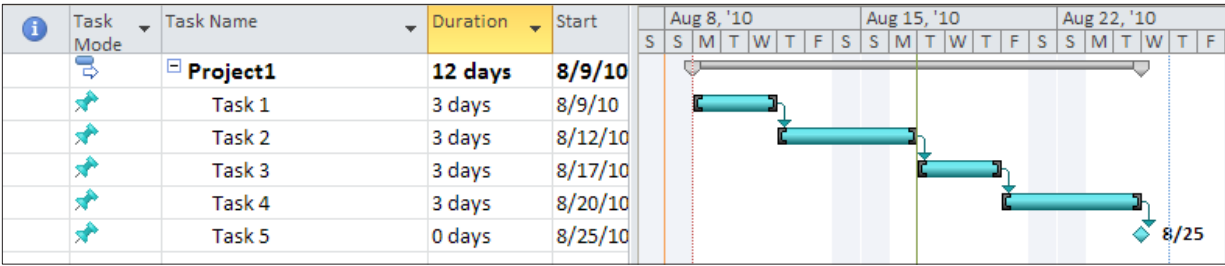 Task Mode Task Name Duration Start Aug 8, '10 Aug 15, '10 Aug 22, '10
S S M T W T F S S M T W T F S S M T W T F
Project1 12 days 8/9/10
Task 1 3 days 8/9/10
Task 2 3 days 8/12/10
Task 3 3 days 8/17/10
Task 4 3 days 8/20/10
Task 5 0 days 8/25/10 8/25